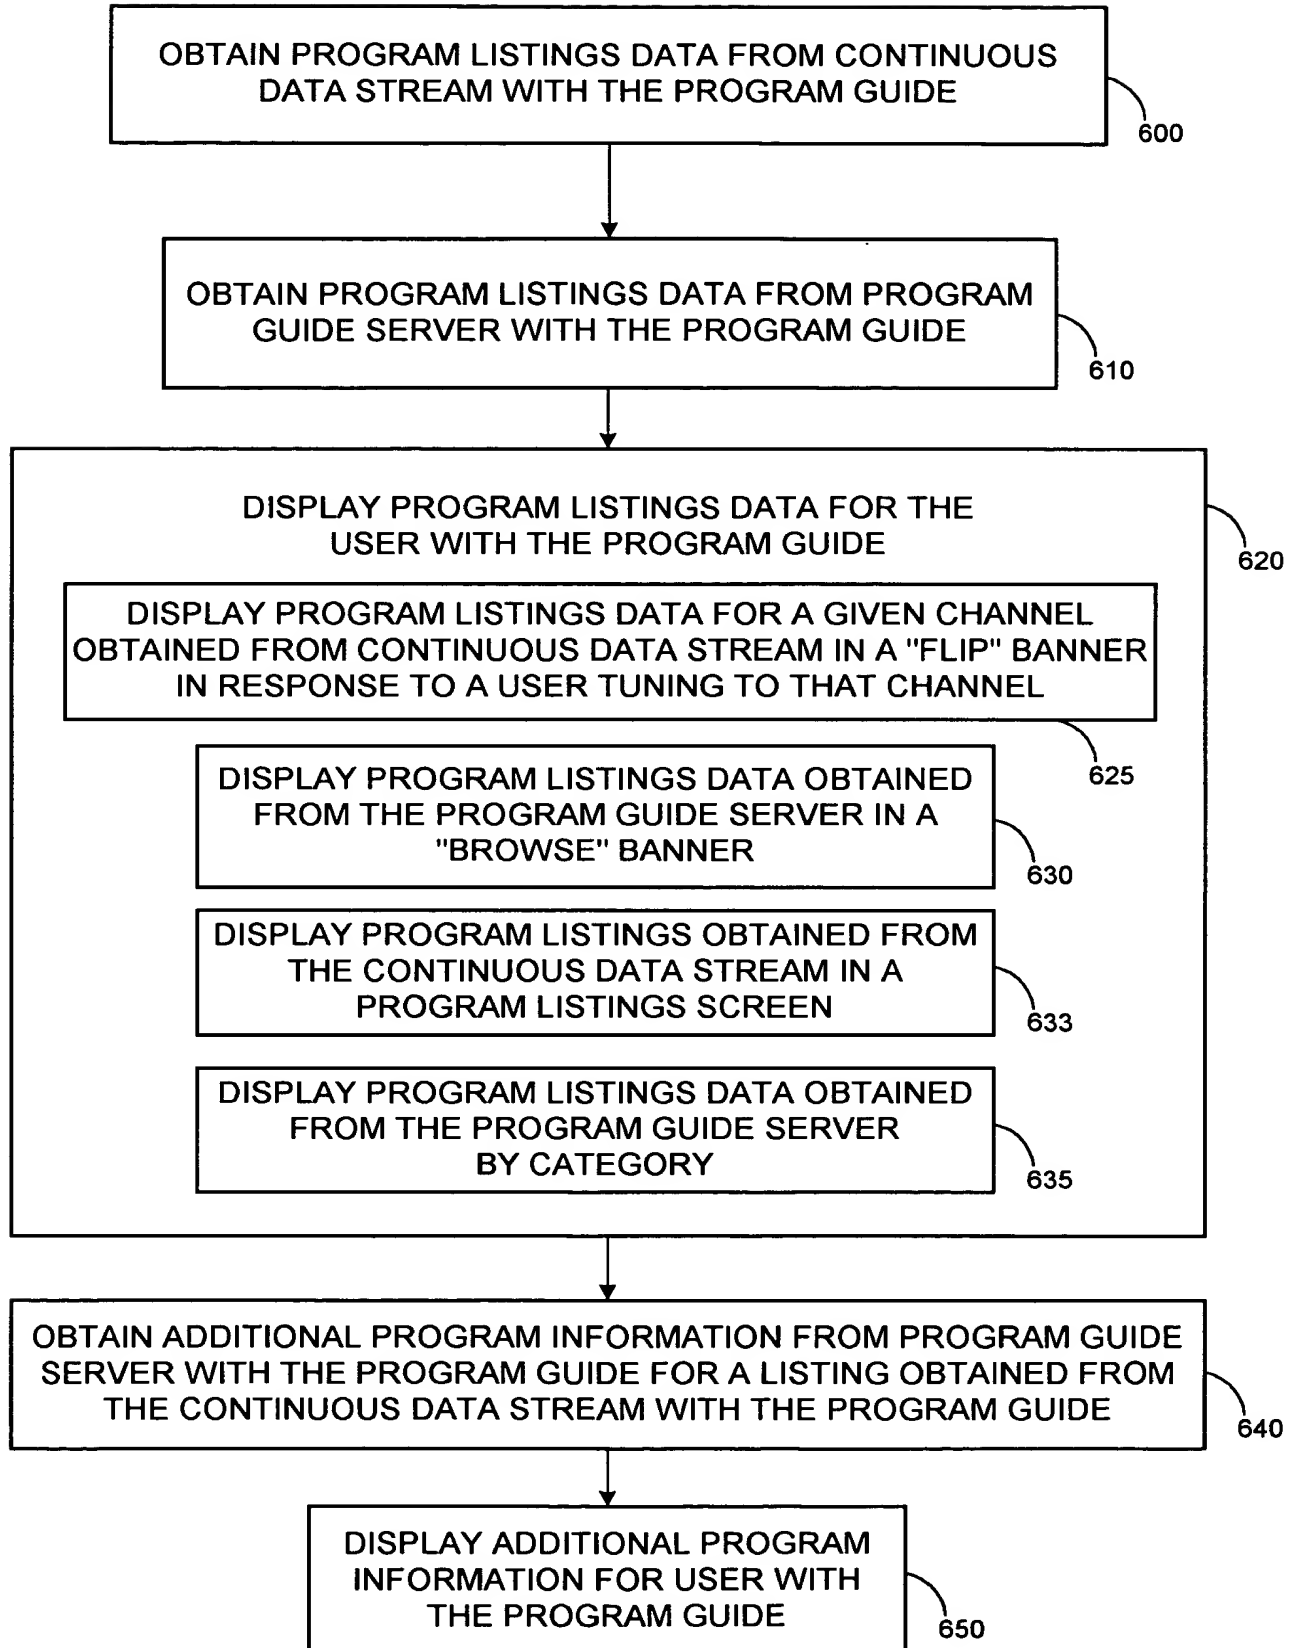 OBTAIN PROGRAM LISTINGS DATA FROM CONTINUOUS
DATA STREAM WITH THE PROGRAM GUIDE
600
OBTAIN PROGRAM LISTINGS DATA FROM PROGRAM
GUIDE SERVER WITH THE PROGRAM GUIDE
610
DISPLAY PROGRAM LISTINGS DATA FOR THE
USER WITH THE PROGRAM GUIDE
620
DISPLAY PROGRAM LISTINGS DATA FOR A GIVEN CHANNEL
OBTAINED FROM CONTINUOUS DATA STREAM IN A "FLIP" BANNER
IN RESPONSE TO A USER TUNING TO THAT CHANNEL
625
DISPLAY PROGRAM LISTINGS DATA OBTAINED
FROM THE PROGRAM GUIDE SERVER IN A
"BROWSE" BANNER
630
DISPLAY PROGRAM LISTINGS OBTAINED FROM
THE CONTINUOUS DATA STREAM IN A
PROGRAM LISTINGS SCREEN
633
DISPLAY PROGRAM LISTINGS DATA OBTAINED
FROM THE PROGRAM GUIDE SERVER
BY CATEGORY
635
OBTAIN ADDITIONAL PROGRAM INFORMATION FROM PROGRAM GUIDE
SERVER WITH THE PROGRAM GUIDE FOR A LISTING OBTAINED FROM
THE CONTINUOUS DATA STREAM WITH THE PROGRAM GUIDE
640
DISPLAY ADDITIONAL PROGRAM
INFORMATION FOR USER WITH
THE PROGRAM GUIDE
650